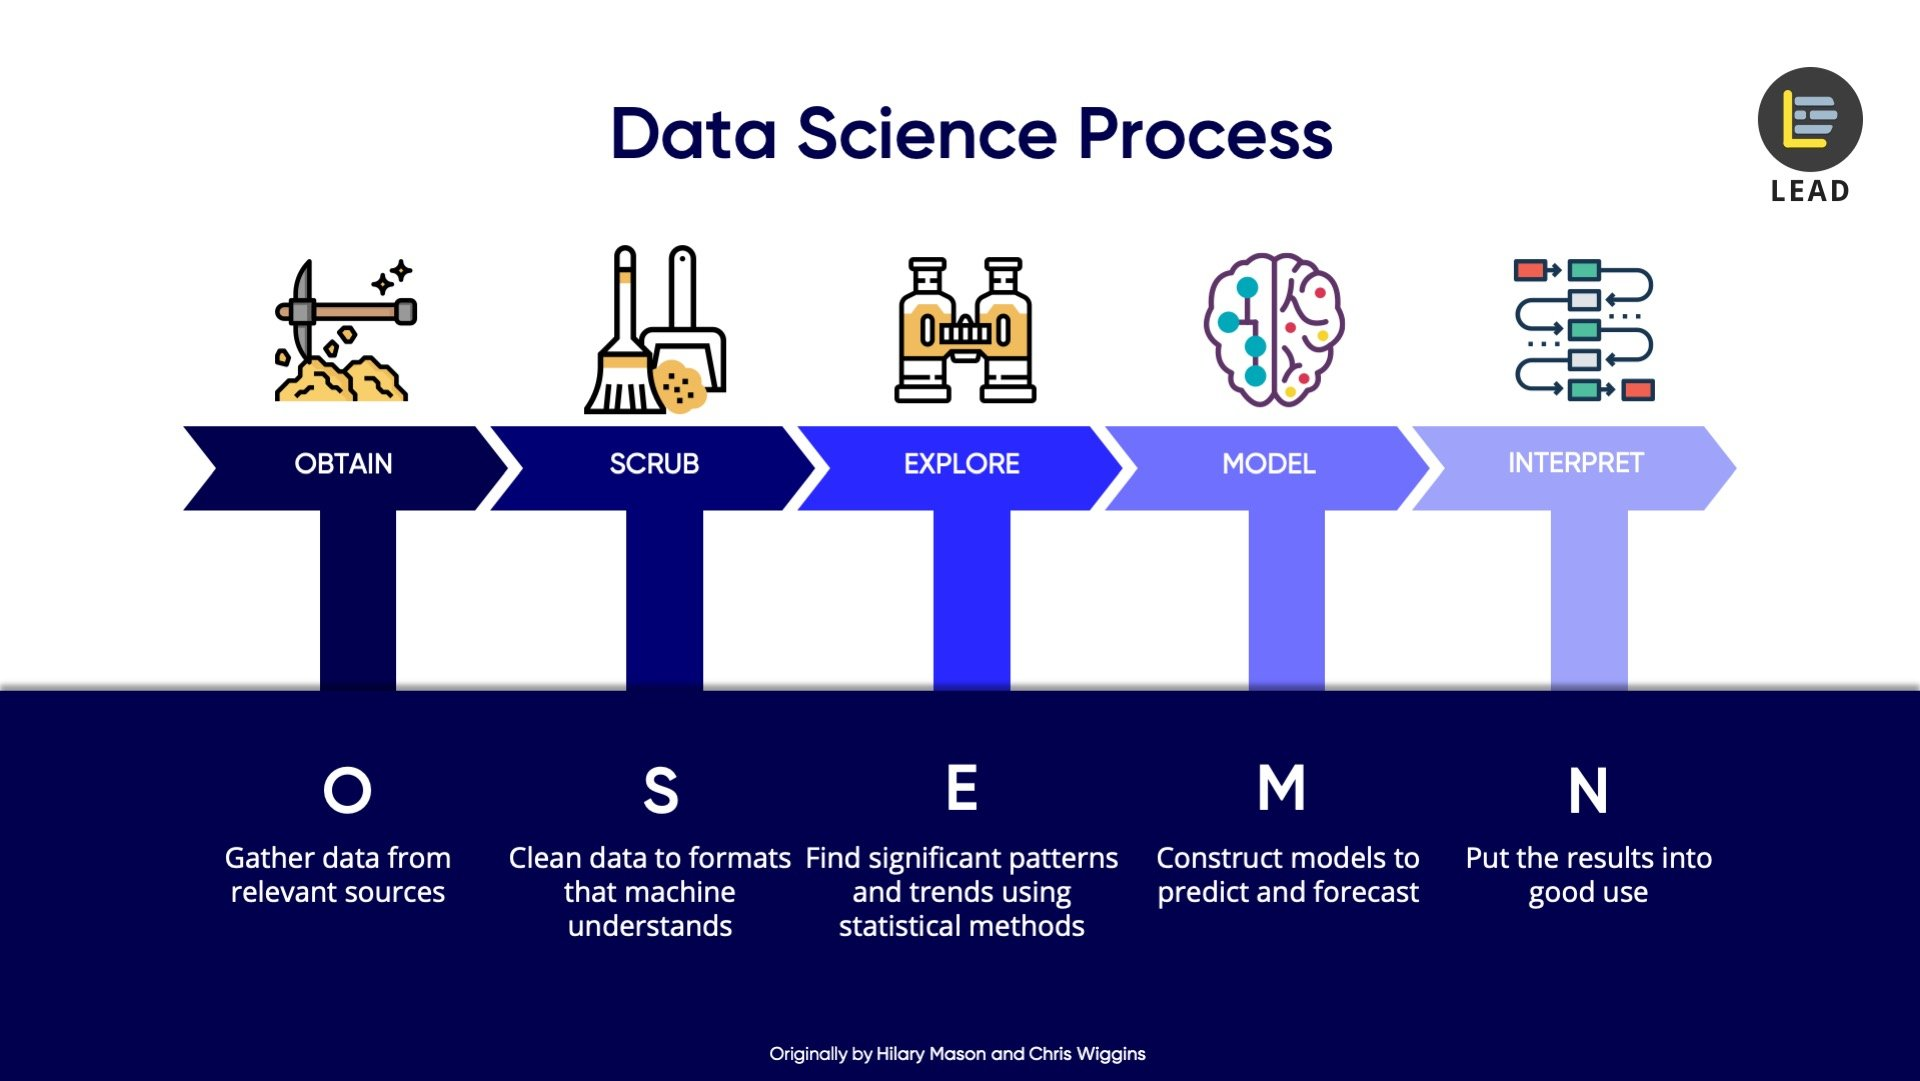 Data Science Process
LEAD
OBTAIN
SCRUB
EXPLORE
MODEL
INTERPRET
O
Gather data from
relevant sources
S
Clean data to formats
that machine
understands
E
Find significant patterns
and trends using
statistical methods
M
Construct models to
predict and forecast
N
Put the results into
good use
Originally by Hilary Mason and Chris Wiggins